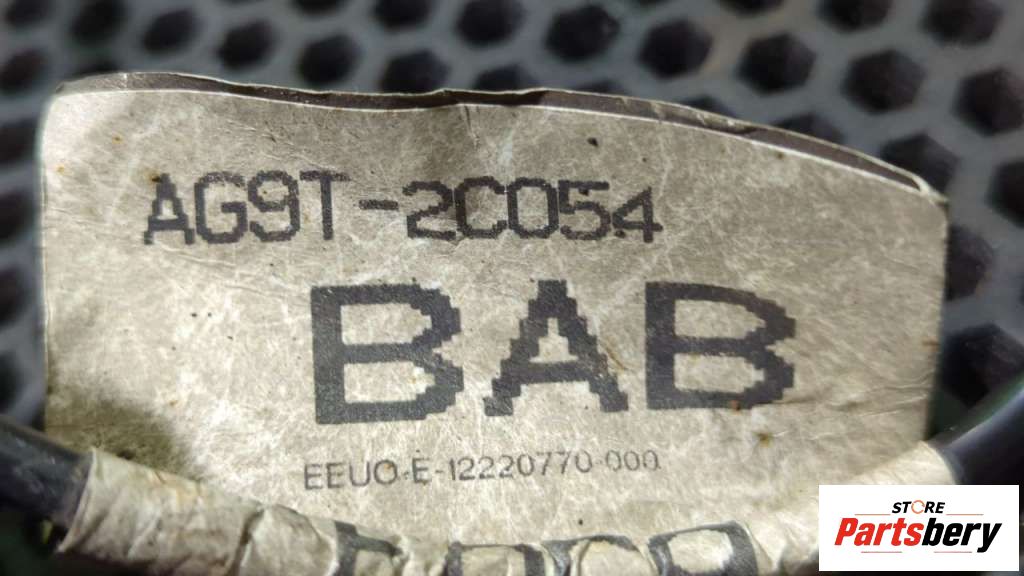 AG9T-2C054
BAB
EEUO-E-12220770-000
STORE
Partsbery